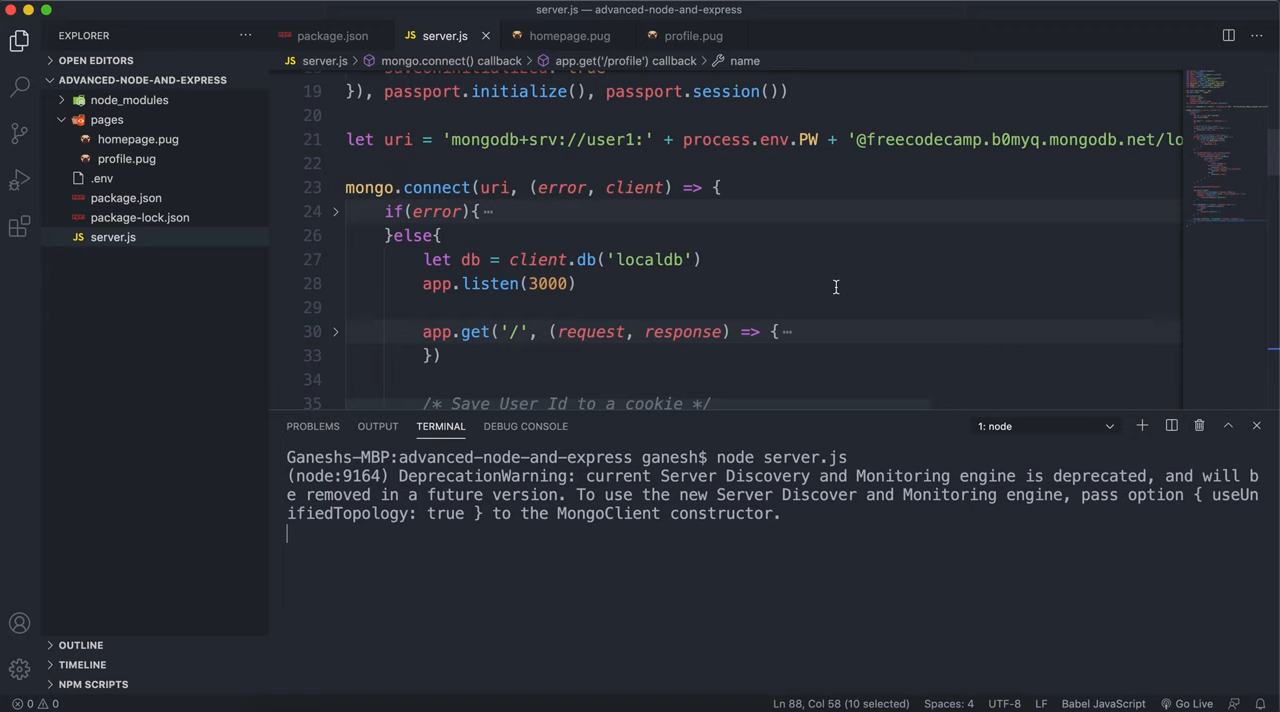 server.js — advanced-node-and-express
EXPLORER
package.json
server.js
homepage.pug
profile.pug
OPEN EDITORS
server.js > mongo.connect() callback > app.get('/profile') callback > name
ADVANCED-NODE-AND-EXPRESS
node_modules
pages
homepage.pug
profile.pug
.env
package.json
package-lock.json
JS server.js
19 }), passport.initialize(), passport.session())
20
21 let uri = 'mongodb+srv://user1:' + process.env.PW + '@freecodecamp.b0myq.mongodb.net/lo
22
23 mongo.connect(uri, (error, client) => {
24 if(error){
26 }else{
27 let db = client.db('localdb')
28 app.listen(3000)
29
30 app.get('/', (request, response) => {
33 })
34
35 /* Save User Id to a cookie */
PROBLEMS OUTPUT TERMINAL DEBUG CONSOLE
1: node
Ganeshs-MBP:advanced-node-and-express ganesh$ node server.js
(node:9164) DeprecationWarning: current Server Discovery and Monitoring engine is deprecated, and will b
e removed in a future version. To use the new Server Discover and Monitoring engine, pass option { useUn
ifiedTopology: true } to the MongoClient constructor.
OUTLINE
TIMELINE
NPM SCRIPTS
0 0
Ln 88, Col 58 (10 selected) Spaces: 4 UTF-8 LF Babel JavaScript Go Live